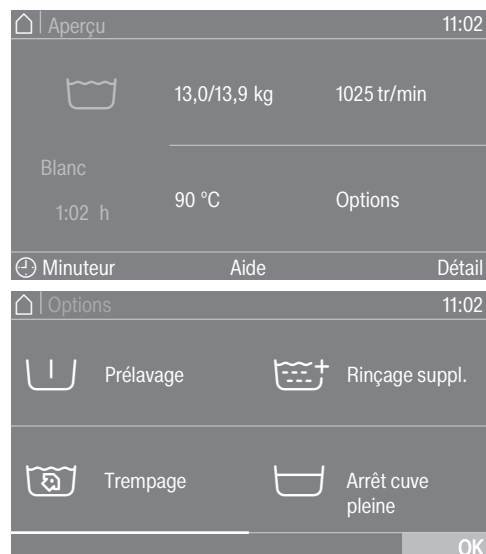 Aperçu 11:02
13,0/13,9 kg 1025 tr/min
Blanc
1:02 h
90 °C Options
Minuteur Aide Détail
Options 11:02
Prélavage Rinçage suppl.
Trempage Arrêt cuve
pleine
OK